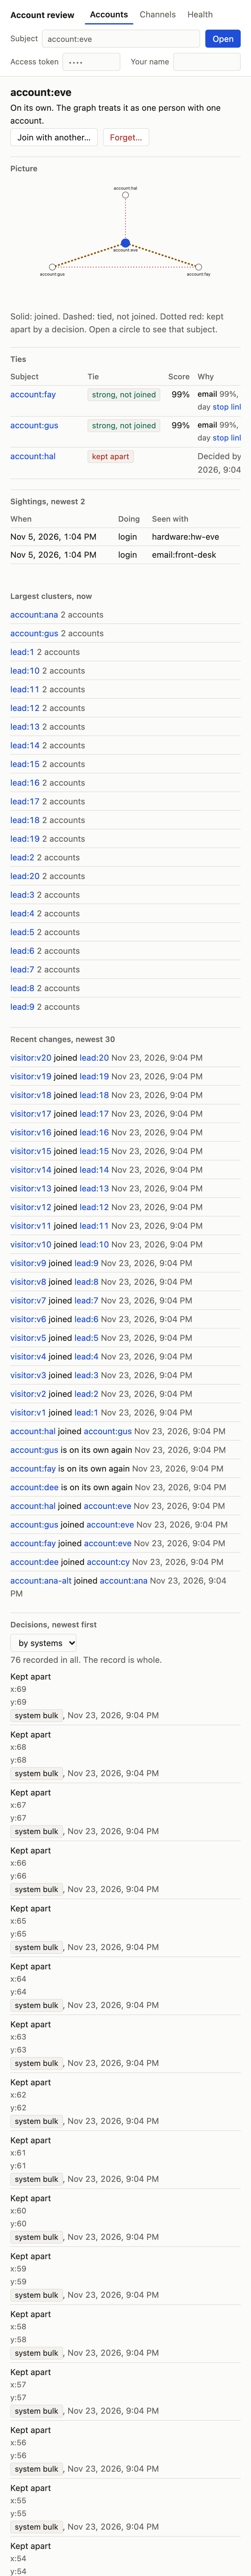 Account review Accounts Channels Health
Subject account:eve Open
Access token •••• Your name
account:eve
On its own. The graph treats it as one person with one
account.
Join with another... Forget...
Picture
account:hal
account:eve
account:gus account:fay
Solid: joined. Dashed: tied, not joined. Dotted red: kept
apart by a decision. Open a circle to see that subject.
Ties
Subject Tie Score Why
account:fay strong, not joined 99% email 99%,
day stop linl
account:gus strong, not joined 99% email 99%,
day stop linl
account:hal kept apart Decided by
2026, 9:04
Sightings, newest 2
When Doing Seen with
Nov 5, 2026, 1:04 PM login hardware:hw-eve
Nov 5, 2026, 1:04 PM login email:front-desk
Largest clusters, now
account:ana 2 accounts
account:gus 2 accounts
lead:1 2 accounts
lead:10 2 accounts
lead:11 2 accounts
lead:12 2 accounts
lead:13 2 accounts
lead:14 2 accounts
lead:15 2 accounts
lead:16 2 accounts
lead:17 2 accounts
lead:18 2 accounts
lead:19 2 accounts
lead:2 2 accounts
lead:20 2 accounts
lead:3 2 accounts
lead:4 2 accounts
lead:5 2 accounts
lead:6 2 accounts
lead:7 2 accounts
lead:8 2 accounts
lead:9 2 accounts
Recent changes, newest 30
visitor:v20 joined lead:20 Nov 23, 2026, 9:04 PM
visitor:v19 joined lead:19 Nov 23, 2026, 9:04 PM
visitor:v18 joined lead:18 Nov 23, 2026, 9:04 PM
visitor:v17 joined lead:17 Nov 23, 2026, 9:04 PM
visitor:v16 joined lead:16 Nov 23, 2026, 9:04 PM
visitor:v15 joined lead:15 Nov 23, 2026, 9:04 PM
visitor:v14 joined lead:14 Nov 23, 2026, 9:04 PM
visitor:v13 joined lead:13 Nov 23, 2026, 9:04 PM
visitor:v12 joined lead:12 Nov 23, 2026, 9:04 PM
visitor:v11 joined lead:11 Nov 23, 2026, 9:04 PM
visitor:v10 joined lead:10 Nov 23, 2026, 9:04 PM
visitor:v9 joined lead:9 Nov 23, 2026, 9:04 PM
visitor:v8 joined lead:8 Nov 23, 2026, 9:04 PM
visitor:v7 joined lead:7 Nov 23, 2026, 9:04 PM
visitor:v6 joined lead:6 Nov 23, 2026, 9:04 PM
visitor:v5 joined lead:5 Nov 23, 2026, 9:04 PM
visitor:v4 joined lead:4 Nov 23, 2026, 9:04 PM
visitor:v3 joined lead:3 Nov 23, 2026, 9:04 PM
visitor:v2 joined lead:2 Nov 23, 2026, 9:04 PM
visitor:v1 joined lead:1 Nov 23, 2026, 9:04 PM
account:hal joined account:gus Nov 23, 2026, 9:04 PM
account:gus is on its own again Nov 23, 2026, 9:04 PM
account:fay is on its own again Nov 23, 2026, 9:04 PM
account:dee is on its own again Nov 23, 2026, 9:04 PM
account:hal joined account:eve Nov 23, 2026, 9:04 PM
account:gus joined account:eve Nov 23, 2026, 9:04 PM
account:fay joined account:eve Nov 23, 2026, 9:04 PM
account:dee joined account:cy Nov 23, 2026, 9:04 PM
account:ana-alt joined account:ana Nov 23, 2026, 9:04
PM
Decisions, newest first
by systems
76 recorded in all. The record is whole.
Kept apart
x:69
y:69
system bulk, Nov 23, 2026, 9:04 PM
Kept apart
x:68
y:68
system bulk, Nov 23, 2026, 9:04 PM
Kept apart
x:67
y:67
system bulk, Nov 23, 2026, 9:04 PM
Kept apart
x:66
y:66
system bulk, Nov 23, 2026, 9:04 PM
Kept apart
x:65
y:65
system bulk, Nov 23, 2026, 9:04 PM
Kept apart
x:64
y:64
system bulk, Nov 23, 2026, 9:04 PM
Kept apart
x:63
y:63
system bulk, Nov 23, 2026, 9:04 PM
Kept apart
x:62
y:62
system bulk, Nov 23, 2026, 9:04 PM
Kept apart
x:61
y:61
system bulk, Nov 23, 2026, 9:04 PM
Kept apart
x:60
y:60
system bulk, Nov 23, 2026, 9:04 PM
Kept apart
x:59
y:59
system bulk, Nov 23, 2026, 9:04 PM
Kept apart
x:58
y:58
system bulk, Nov 23, 2026, 9:04 PM
Kept apart
x:57
y:57
system bulk, Nov 23, 2026, 9:04 PM
Kept apart
x:56
y:56
system bulk, Nov 23, 2026, 9:04 PM
Kept apart
x:55
y:55
system bulk, Nov 23, 2026, 9:04 PM
Kept apart
x:54
y:54